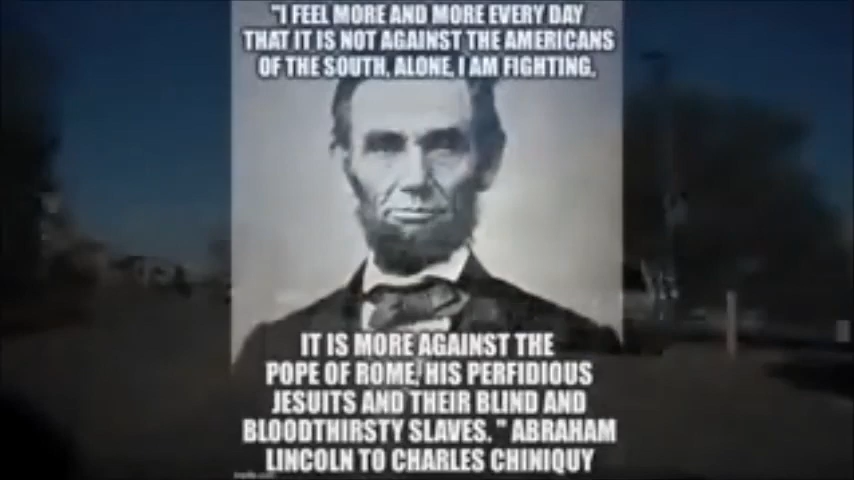 "I FEEL MORE AND MORE EVERY DAY
THAT IT IS NOT AGAINST THE AMERICANS
OF THE SOUTH, ALONE, I AM FIGHTING.
IT IS MORE AGAINST THE
POPE OF ROME, HIS PERFIDIOUS
JESUITS AND THEIR BLIND AND
BLOODTHIRSTY SLAVES. " ABRAHAM
LINCOLN TO CHARLES CHINIQUY